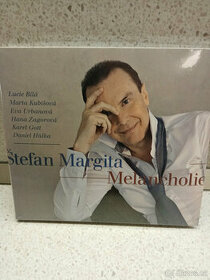 Lucie Bílá
Marta Kubišová
Eva Urbanová
Hana Zagorová
Karel Gott
Daniel Hůlka
Štefan Margita
Melancholie